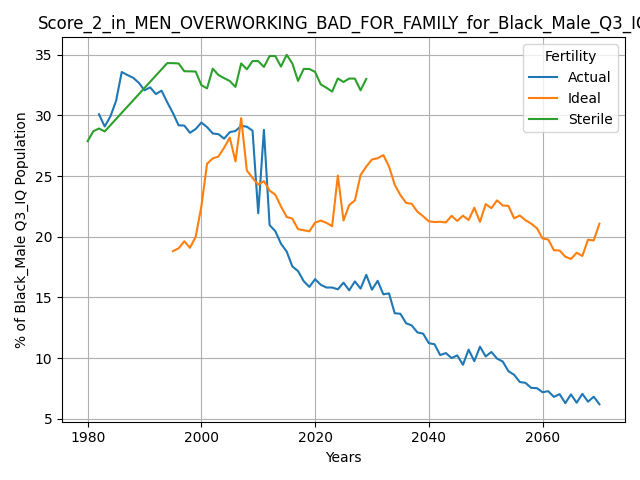 Score_2_in_MEN_OVERWORKING_BAD_FOR_FAMILY_for_Black_Male_Q3_IQ
Fertility
Actual
Ideal
Sterile
% of Black_Male Q3_IQ Population
35
30
25
20
15
10
5
1980 2000 2020 2040 2060
Years